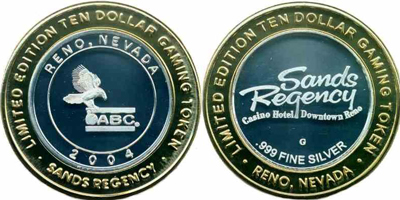 LIMITED EDITION TEN DOLLAR GAMING TOKEN
RENO, NEVADA
ABC
2004
• SANDS REGENCY •
LIMITED EDITION TEN DOLLAR GAMING TOKEN
Sands
Regency
Casino Hotel Downtown Reno
G
.999 FINE SILVER
• RENO, NEVADA •